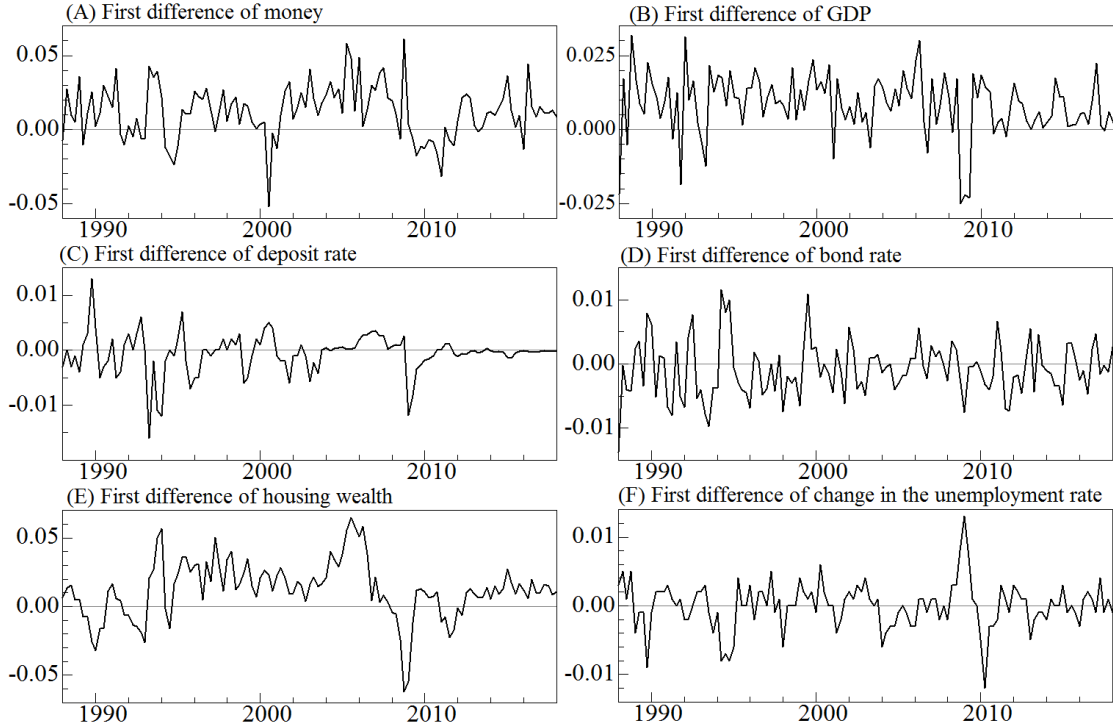 (A) First difference of money
0.05
0.00
-0.05
1990 2000 2010
(B) First difference of GDP
0.025
0.000
-0.025
1990 2000 2010
(C) First difference of deposit rate
0.01
0.00
-0.01
1990 2000 2010
(D) First difference of bond rate
0.01
0.00
-0.01
1990 2000 2010
(E) First difference of housing wealth
0.05
0.00
-0.05
1990 2000 2010
(F) First difference of change in the unemployment rate
0.01
0.00
-0.01
1990 2000 2010